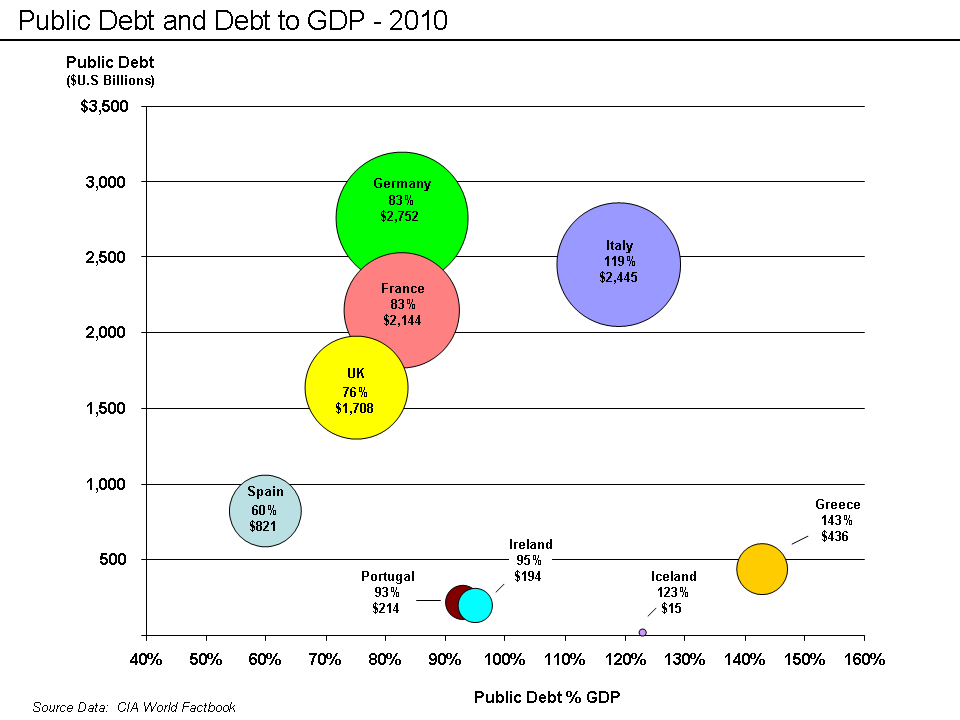 Public Debt and Debt to GDP - 2010
Public Debt
($U.S Billions)
$3,500
3,000
2,500
2,000
1,500
1,000
500
Germany
83%
$2,752
Italy
119%
$2,445
France
83%
$2,144
UK
76%
$1,708
Spain
60%
$821
Greece
143%
$436
Ireland
95%
$194
Portugal
93%
$214
Iceland
123%
$15
40% 50% 60% 70% 80% 90% 100% 110% 120% 130% 140% 150% 160%
Public Debt % GDP
Source Data: CIA World Factbook